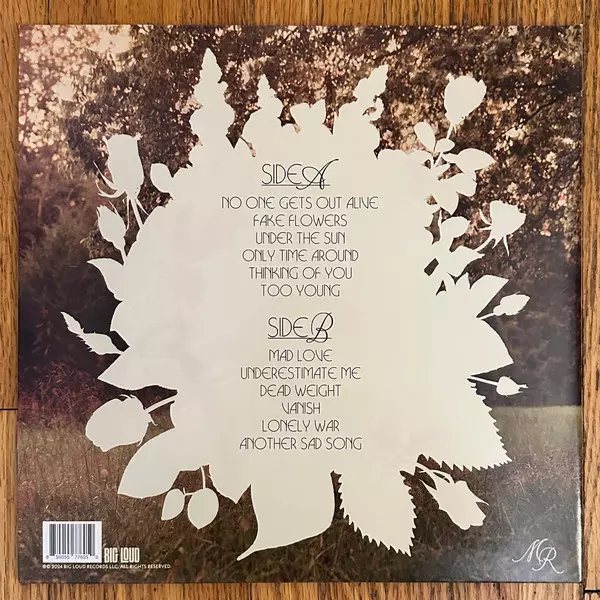 SIDE A
NO ONE GETS OUT ALIVE
FAKE FLOWERS
UNDER THE SUN
ONLY TIME AROUND
THINKING OF YOU
TOO YOUNG
SIDE B
MAD LOVE
UNDERESTIMATE ME
DEAD WEIGHT
VANISH
LONELY WAR
ANOTHER SAD SONG
BIG LOUD
℗© 2024 BIG LOUD RECORDS LLC, ALL RIGHTS RESERVED.
MR